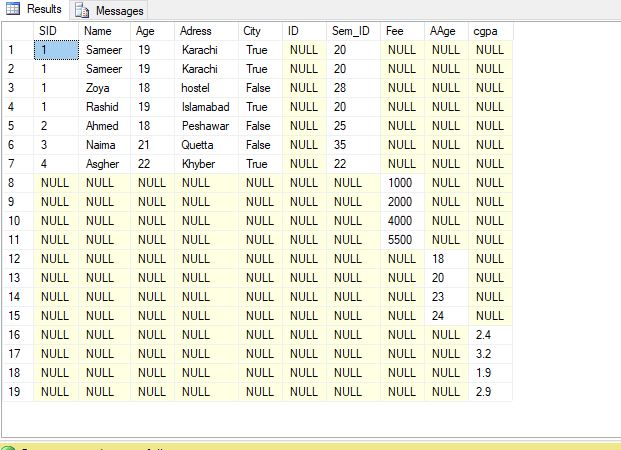 Results Messages
SID Name Age Adress City ID Sem_ID Fee AAge cgpa
1 1 Sameer 19 Karachi True NULL 20 NULL NULL NULL
2 1 Sameer 19 Karachi True NULL 20 NULL NULL NULL
3 1 Zoya 18 hostel False NULL 28 NULL NULL NULL
4 1 Rashid 19 Islamabad True NULL 20 NULL NULL NULL
5 2 Ahmed 18 Peshawar False NULL 25 NULL NULL NULL
6 3 Naima 21 Quetta False NULL 35 NULL NULL NULL
7 4 Asgher 22 Khyber True NULL 22 NULL NULL NULL
8 NULL NULL NULL NULL NULL NULL NULL 1000 NULL NULL
9 NULL NULL NULL NULL NULL NULL NULL 2000 NULL NULL
10 NULL NULL NULL NULL NULL NULL NULL 4000 NULL NULL
11 NULL NULL NULL NULL NULL NULL NULL 5500 NULL NULL
12 NULL NULL NULL NULL NULL NULL NULL NULL 18 NULL
13 NULL NULL NULL NULL NULL NULL NULL NULL 20 NULL
14 NULL NULL NULL NULL NULL NULL NULL NULL 23 NULL
15 NULL NULL NULL NULL NULL NULL NULL NULL 24 NULL
16 NULL NULL NULL NULL NULL NULL NULL NULL NULL 2.4
17 NULL NULL NULL NULL NULL NULL NULL NULL NULL 3.2
18 NULL NULL NULL NULL NULL NULL NULL NULL NULL 1.9
19 NULL NULL NULL NULL NULL NULL NULL NULL NULL 2.9